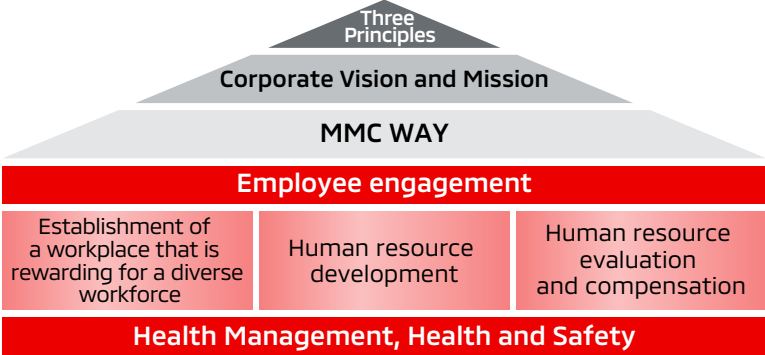 Three
Principles
Corporate Vision and Mission
MMC WAY
Employee engagement
Establishment of
a workplace that is
rewarding for a diverse
workforce
Human resource
development
Human resource
evaluation
and compensation
Health Management, Health and Safety